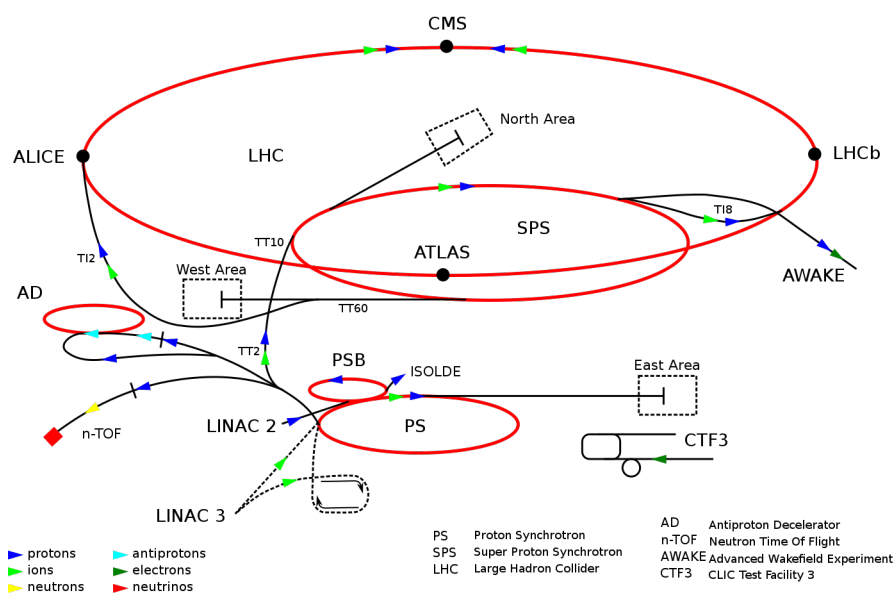 CMS
North Area
ALICE
LHC
LHCb
TI8
SPS
TT10
ATLAS
TI2
West Area
AWAKE
AD
TT60
TT2
PSB
ISOLDE
East Area
LINAC 2
PS
n-TOF
CTF3
LINAC 3
protons
ions
neutrons
antiprotons
electrons
neutrinos
PS Proton Synchrotron
SPS Super Proton Synchrotron
LHC Large Hadron Collider
AD Antiproton Decelerator
n-TOF Neutron Time Of Flight
AWAKE Advanced Wakefield Experiment
CTF3 CLIC Test Facility 3